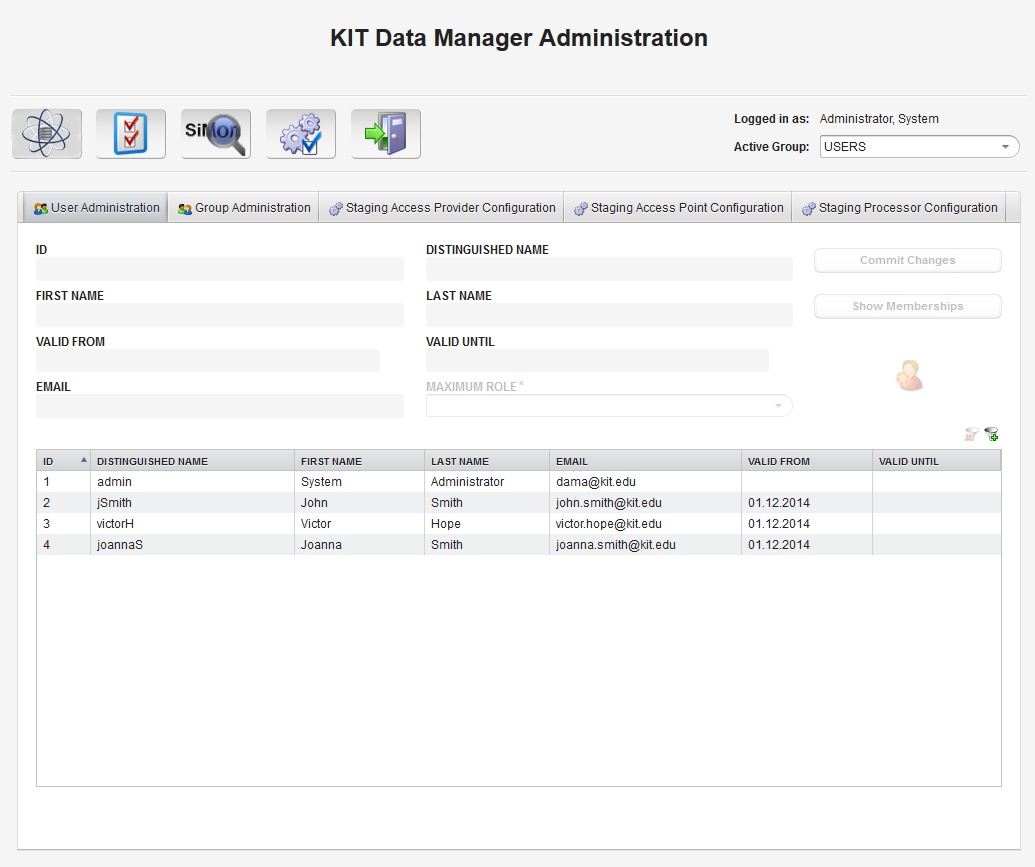 KIT Data Manager Administration
SiMon
Logged in as: Administrator, System
Active Group: USERS
User Administration Group Administration Staging Access Provider Configuration Staging Access Point Configuration Staging Processor Configuration
ID DISTINGUISHED NAME Commit Changes
FIRST NAME LAST NAME Show Memberships
VALID FROM VALID UNTIL
EMAIL MAXIMUM ROLE*
ID DISTINGUISHED NAME FIRST NAME LAST NAME EMAIL VALID FROM VALID UNTIL
1 admin System Administrator dama@kit.edu
2 jSmith John Smith john.smith@kit.edu 01.12.2014
3 victorH Victor Hope victor.hope@kit.edu 01.12.2014
4 joannaS Joanna Smith joanna.smith@kit.edu 01.12.2014